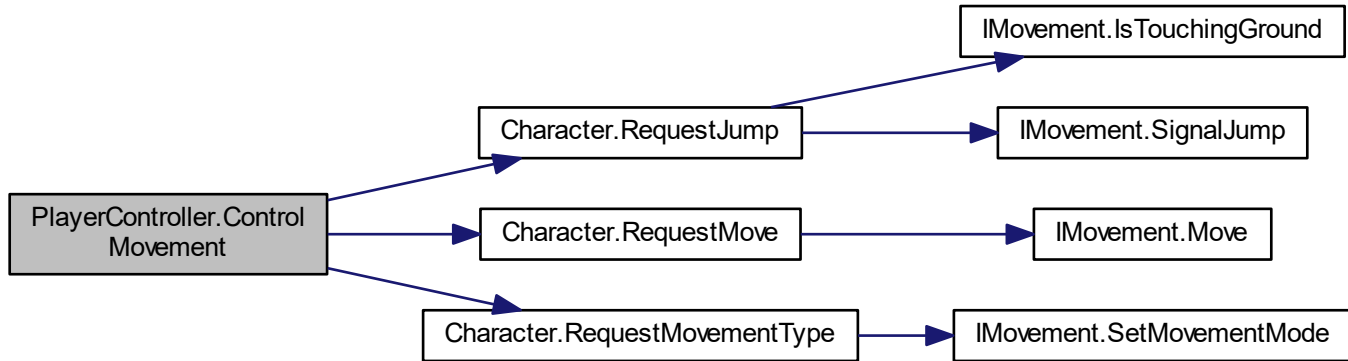 IMovement.IsTouchingGround
Character.RequestJump
IMovement.SignalJump
PlayerController.Control
Movement
Character.RequestMove
IMovement.Move
Character.RequestMovementType
IMovement.SetMovementMode